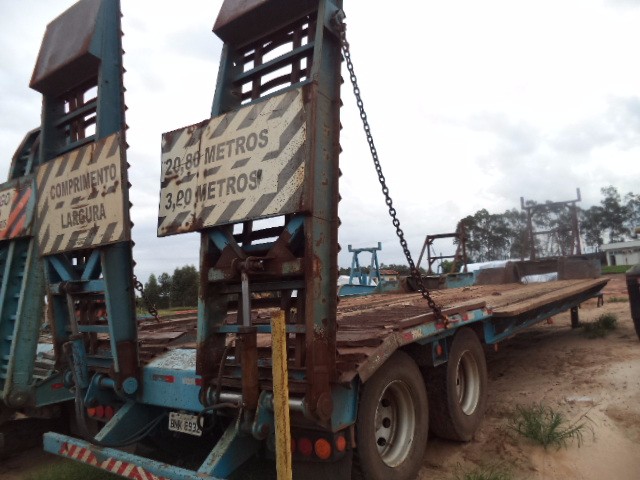 COMPRIMENTO
LARGURA
20,80 METROS
3,20 METROS